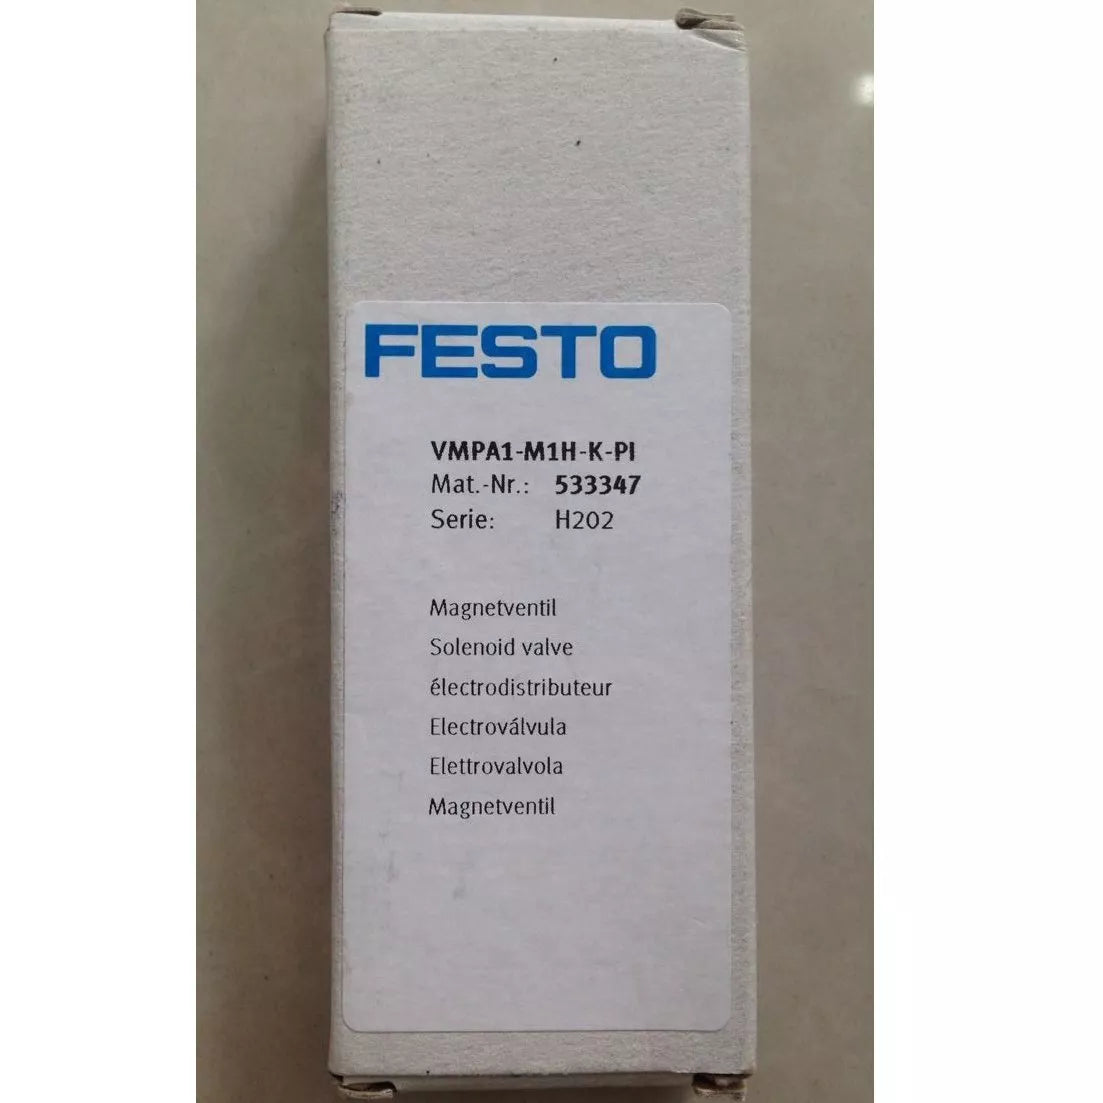 FESTO
VMPA1-M1H-K-PI
Mat.-Nr.: 533347
Serie: H202
Magnetventil
Solenoid valve
électrodistributeur
Electroválvula
Elettrovalvola
Magnetventil